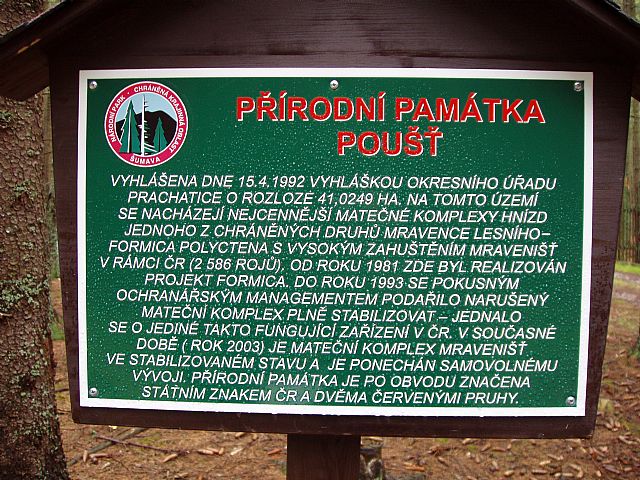 NÁRODNÍ PARK - CHRÁNĚNÁ KRAJINNÁ OBLAST
ŠUMAVA
PŘÍRODNÍ PAMÁTKA
POUŠŤ
VYHLÁŠENA DNE 15.4.1992 VYHLÁŠKOU OKRESNÍHO ÚŘADU
PRACHATICE O ROZLOZE 41,0249 HA. NA TOMTO ÚZEMÍ
SE NACHÁZEJÍ NEJCENNĚJŠÍ MATEČNÉ KOMPLEXY HNÍZD
JEDNOHO Z CHRÁNĚNÝCH DRUHŮ MRAVENCE LESNÍHO–
FORMICA POLYCTENA S VYSOKÝM ZAHUŠTĚNÍM MRAVENIŠŤ
V RÁMCI ČR (2 586 ROJŮ). OD ROKU 1981 ZDE BYL REALIZOVÁN
PROJEKT FORMICA. DO ROKU 1993 SE POKUSNÝM
OCHRANÁŘSKÝM MANAGEMENTEM PODAŘILO NARUŠENÝ
MATEČNÍ KOMPLEX PLNĚ STABILIZOVAT – JEDNALO
SE O JEDINÉ TAKTO FUNGUJÍCÍ ZAŘÍZENÍ V ČR. V SOUČASNÉ
DOBĚ ( ROK 2003) JE MATEČNÍ KOMPLEX MRAVENIŠŤ
VE STABILIZOVANÉM STAVU A JE PONECHÁN SAMOVOLNÉMU
VÝVOJI. PŘÍRODNÍ PAMÁTKA JE PO OBVODU ZNAČENA
STÁTNÍM ZNAKEM ČR A DVĚMA ČERVENÝMI PRUHY.